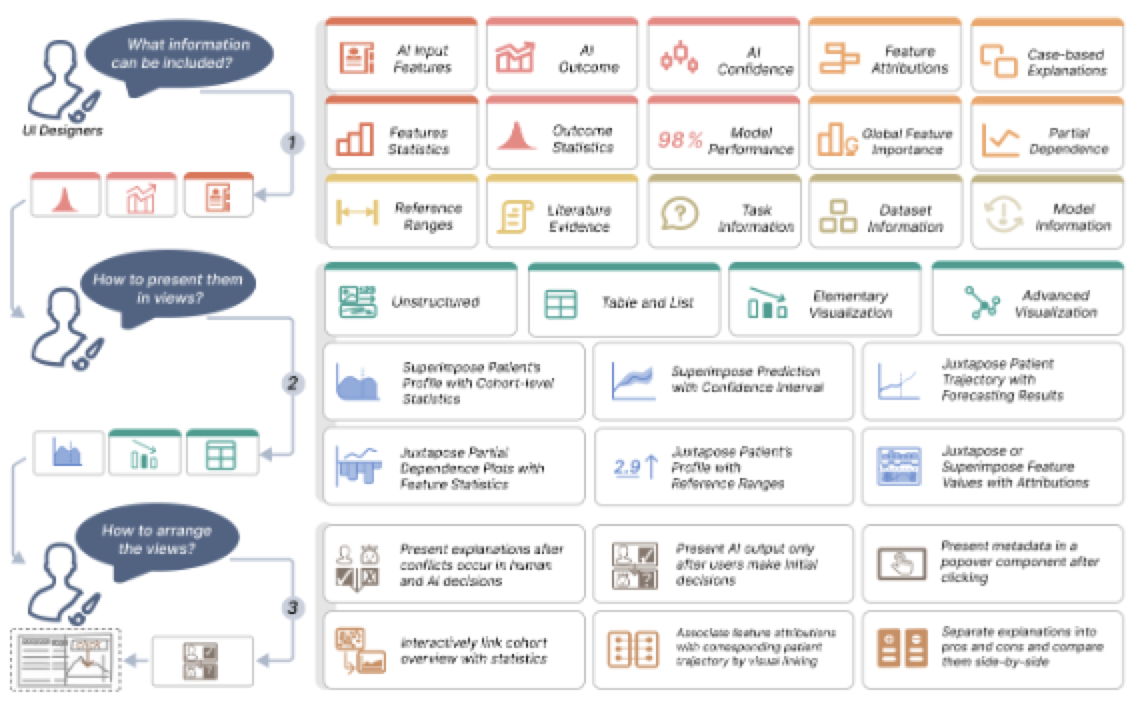 What information
can be included?
UI Designers
1
AI Input
Features
AI
Outcome
AI
Confidence
Feature
Attributions
Case-based
Explanations
Features
Statistics
Outcome
Statistics
98%
Model
Performance
Global Feature
Importance
Partial
Dependence
Reference
Ranges
Literature
Evidence
Task
Information
Dataset
Information
Model
Information
How to present them
in views?
2
Unstructured
Table and List
Elementary
Visualization
Advanced
Visualization
Superimpose Patient's
Profile with Cohort-level
Statistics
Superimpose Prediction
with Confidence Interval
Juxtapose Patient
Trajectory with
Forecasting Results
Juxtapose Partial
Dependence Plots with
Feature Statistics
2.9
Juxtapose Patient's
Profile with
Reference Ranges
Juxtapose or
Superimpose Feature
Values with Attributions
How to arrange
the views?
3
Present explanations after
conflicts occur in human
and AI decisions
Present AI output only
after users make initial
decisions
Present metadata in a
popover component after
clicking
Interactively link cohort
overview with statistics
Associate feature attributions
with corresponding patient
trajectory by visual linking
Separate explanations into
pros and cons and compare
them side-by-side